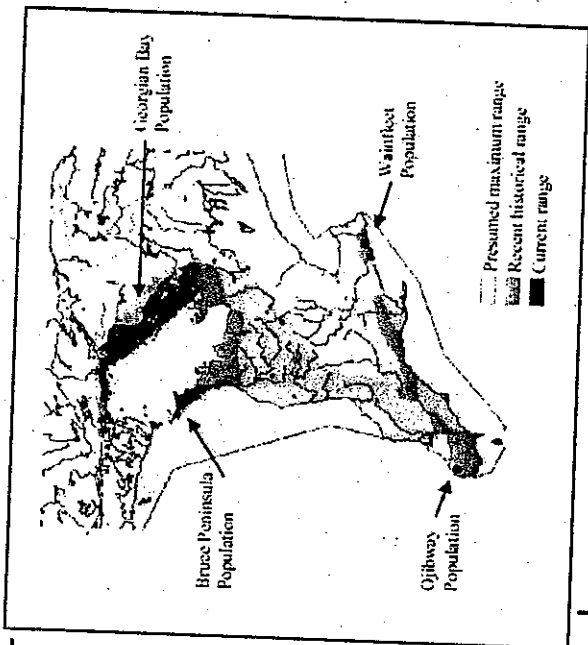 Georgian Bay
Population
Bruce Peninsula
Population
Wainfleet
Population
Ojibway
Population
Presumed maximum range
Recent historical range
Current range